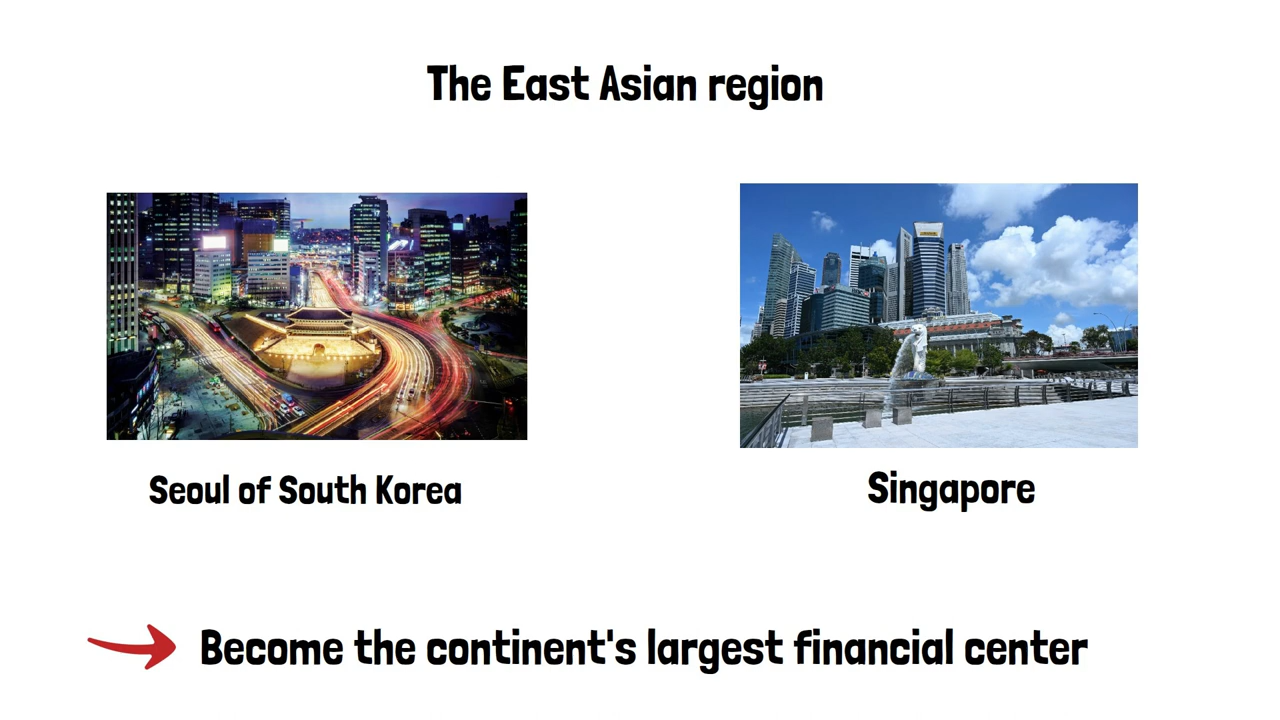 The East Asian region
Seoul of South Korea
Singapore
Become the continent's largest financial center